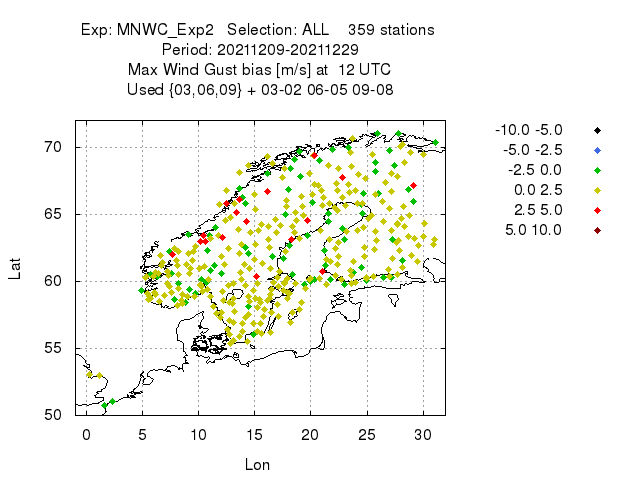 Exp: MNWC_Exp2 Selection: ALL 359 stations
Period: 20211209-20211229
Max Wind Gust bias [m/s] at 12 UTC
Used {03,06,09} + 03-02 06-05 09-08
-10.0 -5.0
-5.0 -2.5
-2.5 0.0
0.0 2.5
2.5 5.0
5.0 10.0
70
65
60
55
50
Lat
0 5 10 15 20 25 30
Lon